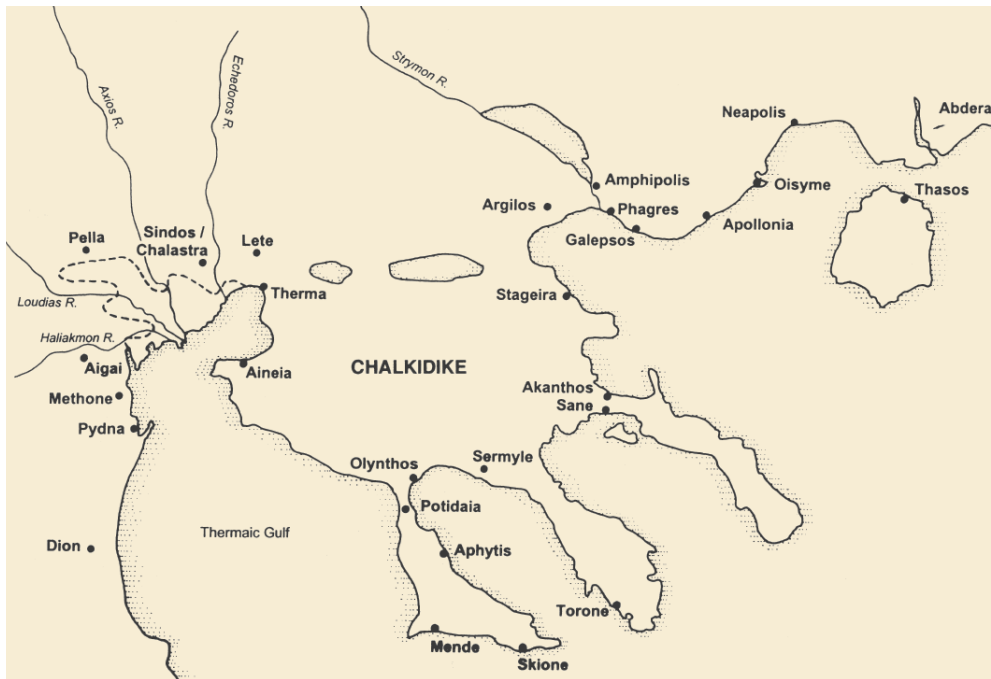 Axios R.
Echedoros R.
Strymon R.
Neapolis
Abdera
Amphipolis
Oisyme
Thasos
Argilos
Phagres
Apollonia
Galepsos
Pella
Sindos /
Chalastra
Lete
Therma
Stageira
Loudias R.
Haliakmon R.
Aigai
Aineia
CHALKIDIKE
Methone
Akanthos
Sane
Pydna
Olynthos
Sermyle
Potidaia
Thermaic Gulf
Dion
Aphytis
Torone
Mende
Skione